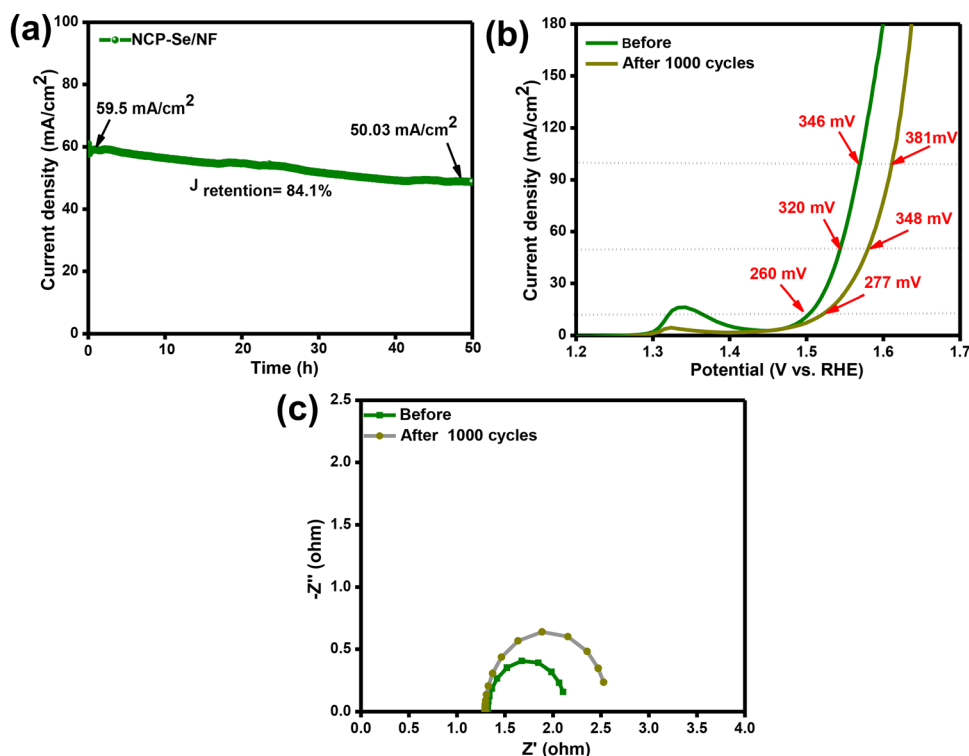 (a)
NCP-Se/NF
59.5 mA/cm2
50.03 mA/cm2
J retention= 84.1%
Current density (mA/cm2)
100
80
60
40
20
0
0
10
20
30
40
50
Time (h)
(b)
Before
After 1000 cycles
346 mV
381mV
320 mV
348 mV
260 mV
277 mV
Current density (mA/cm2)
180
150
120
90
60
30
0
1.2
1.3
1.4
1.5
1.6
1.7
Potential (V vs. RHE)
(c)
Before
After 1000 cycles
-Z" (ohm)
2.5
2.0
1.5
1.0
0.5
0.0
0.0
0.5
1.0
1.5
2.0
2.5
3.0
3.5
4.0
Z' (ohm)